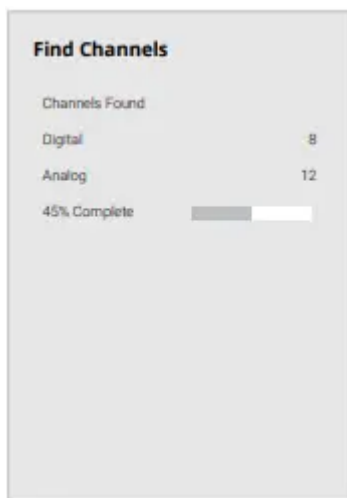 Find Channels
Channels Found
Digital 8
Analog 12
45% Complete